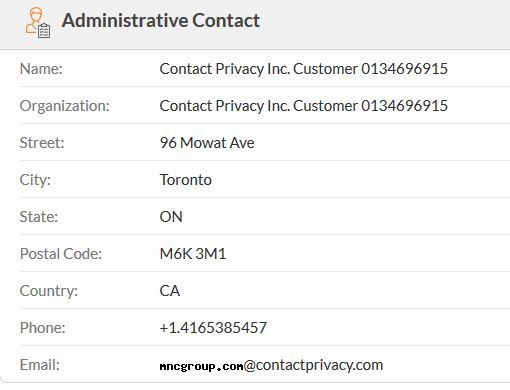 Administrative Contact
Name: Contact Privacy Inc. Customer 0134696915
Organization: Contact Privacy Inc. Customer 0134696915
Street: 96 Mowat Ave
City: Toronto
State: ON
Postal Code: M6K 3M1
Country: CA
Phone: +1.4165385457
Email: mncgroup.com@contactprivacy.com